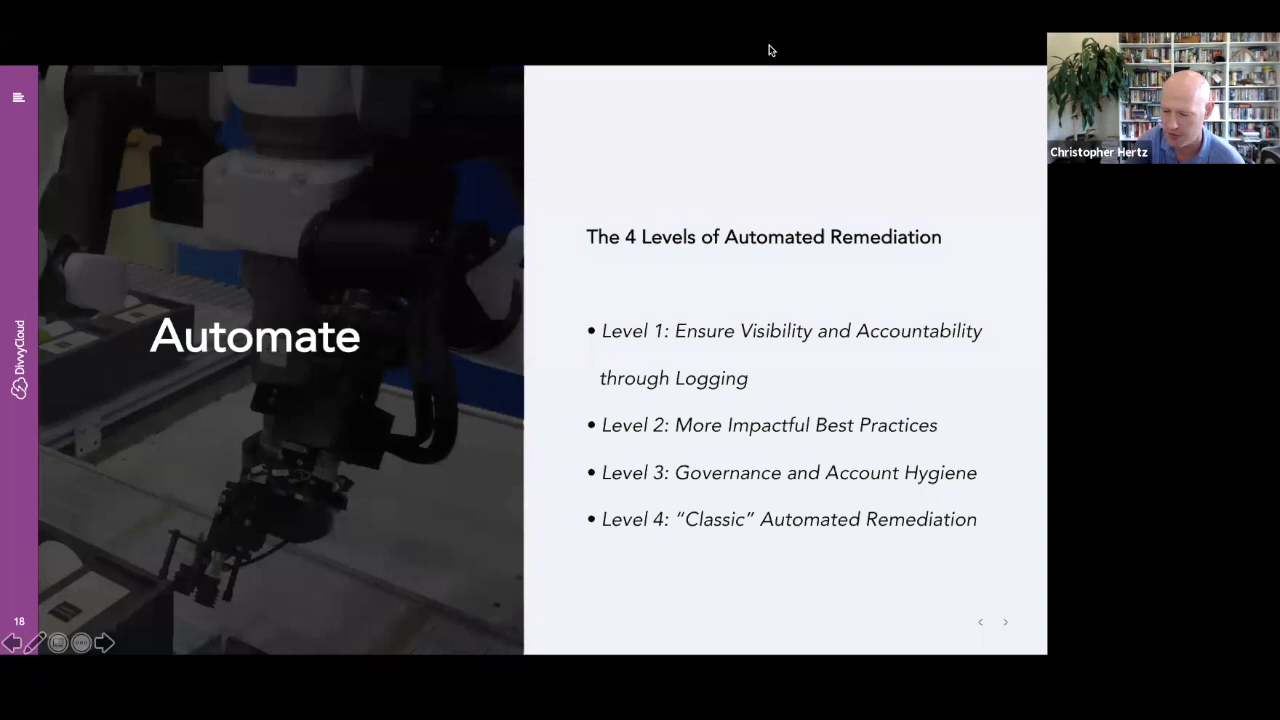 Automate
The 4 Levels of Automated Remediation
• Level 1: Ensure Visibility and Accountability
through Logging
• Level 2: More Impactful Best Practices
• Level 3: Governance and Account Hygiene
• Level 4: “Classic” Automated Remediation
DivvyCloud
18
Christopher Hertz